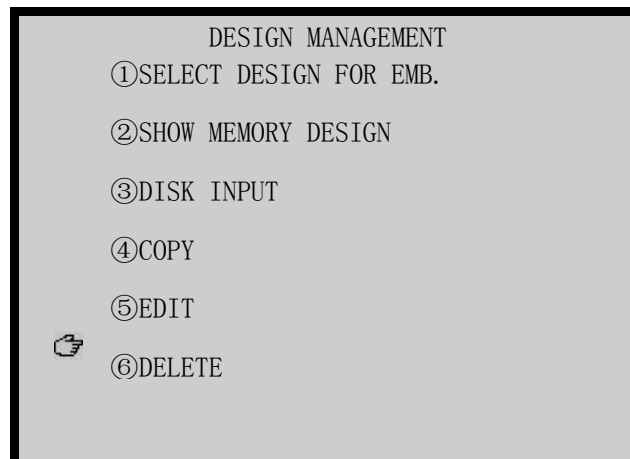 DESIGN MANAGEMENT
①SELECT DESIGN FOR EMB.
②SHOW MEMORY DESIGN
③DISK INPUT
④COPY
⑤EDIT
⑥DELETE